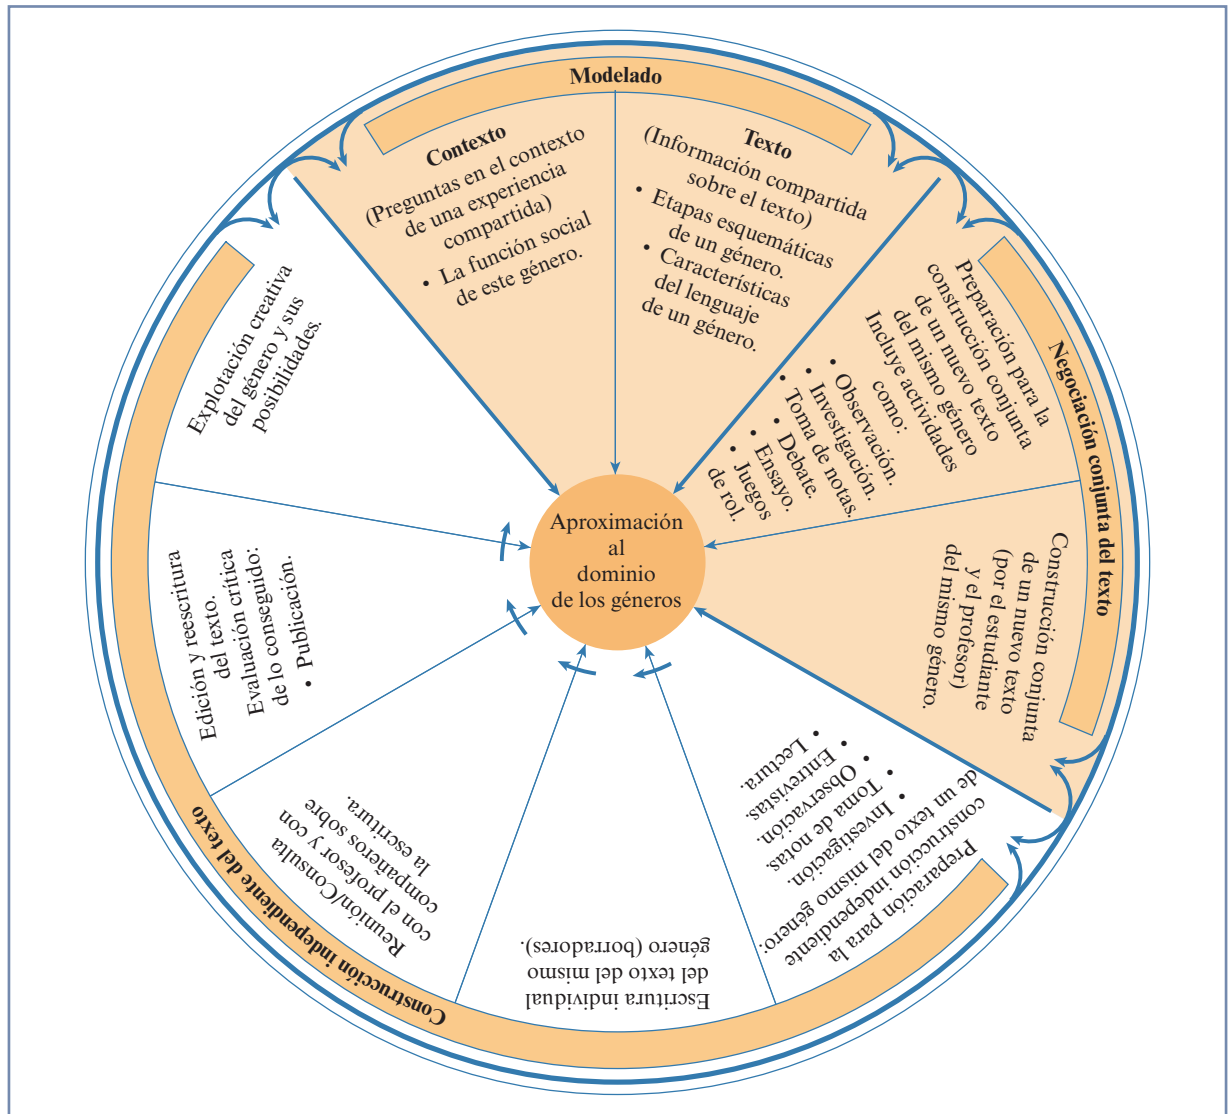 Modelado
Contexto
(Preguntas en el contexto
de una experiencia
compartida)
• La función social
de este género.
Texto
(Información compartida
sobre el texto)
• Etapas esquemáticas
de un género.
• Características
del lenguaje
de un género.
Negociación conjunta del texto
Preparación para la
construcción conjunta
de un nuevo texto
del mismo género
Incluye actividades
como:
• Observación.
• Investigación.
• Toma de notas.
• Debate.
• Ensayo.
• Juegos
de rol.
Construcción conjunta
de un nuevo texto
(por el estudiante
y el profesor)
del mismo género.
Construcción independiente del texto
Preparación para la
construcción independiente
de un texto del mismo género:
• Investigación.
• Toma de notas.
• Observación.
• Entrevistas.
• Lectura.
Escritura individual
del texto del mismo
género (borradores).
Reunión/Consulta
con el profesor y con
compañeros sobre
la escritura.
Edición y reescritura
del texto.
Evaluación crítica
de lo conseguido:
• Publicación.
Explotación creativa
del género y sus
posibilidades.
Aproximación
al
dominio
de los géneros